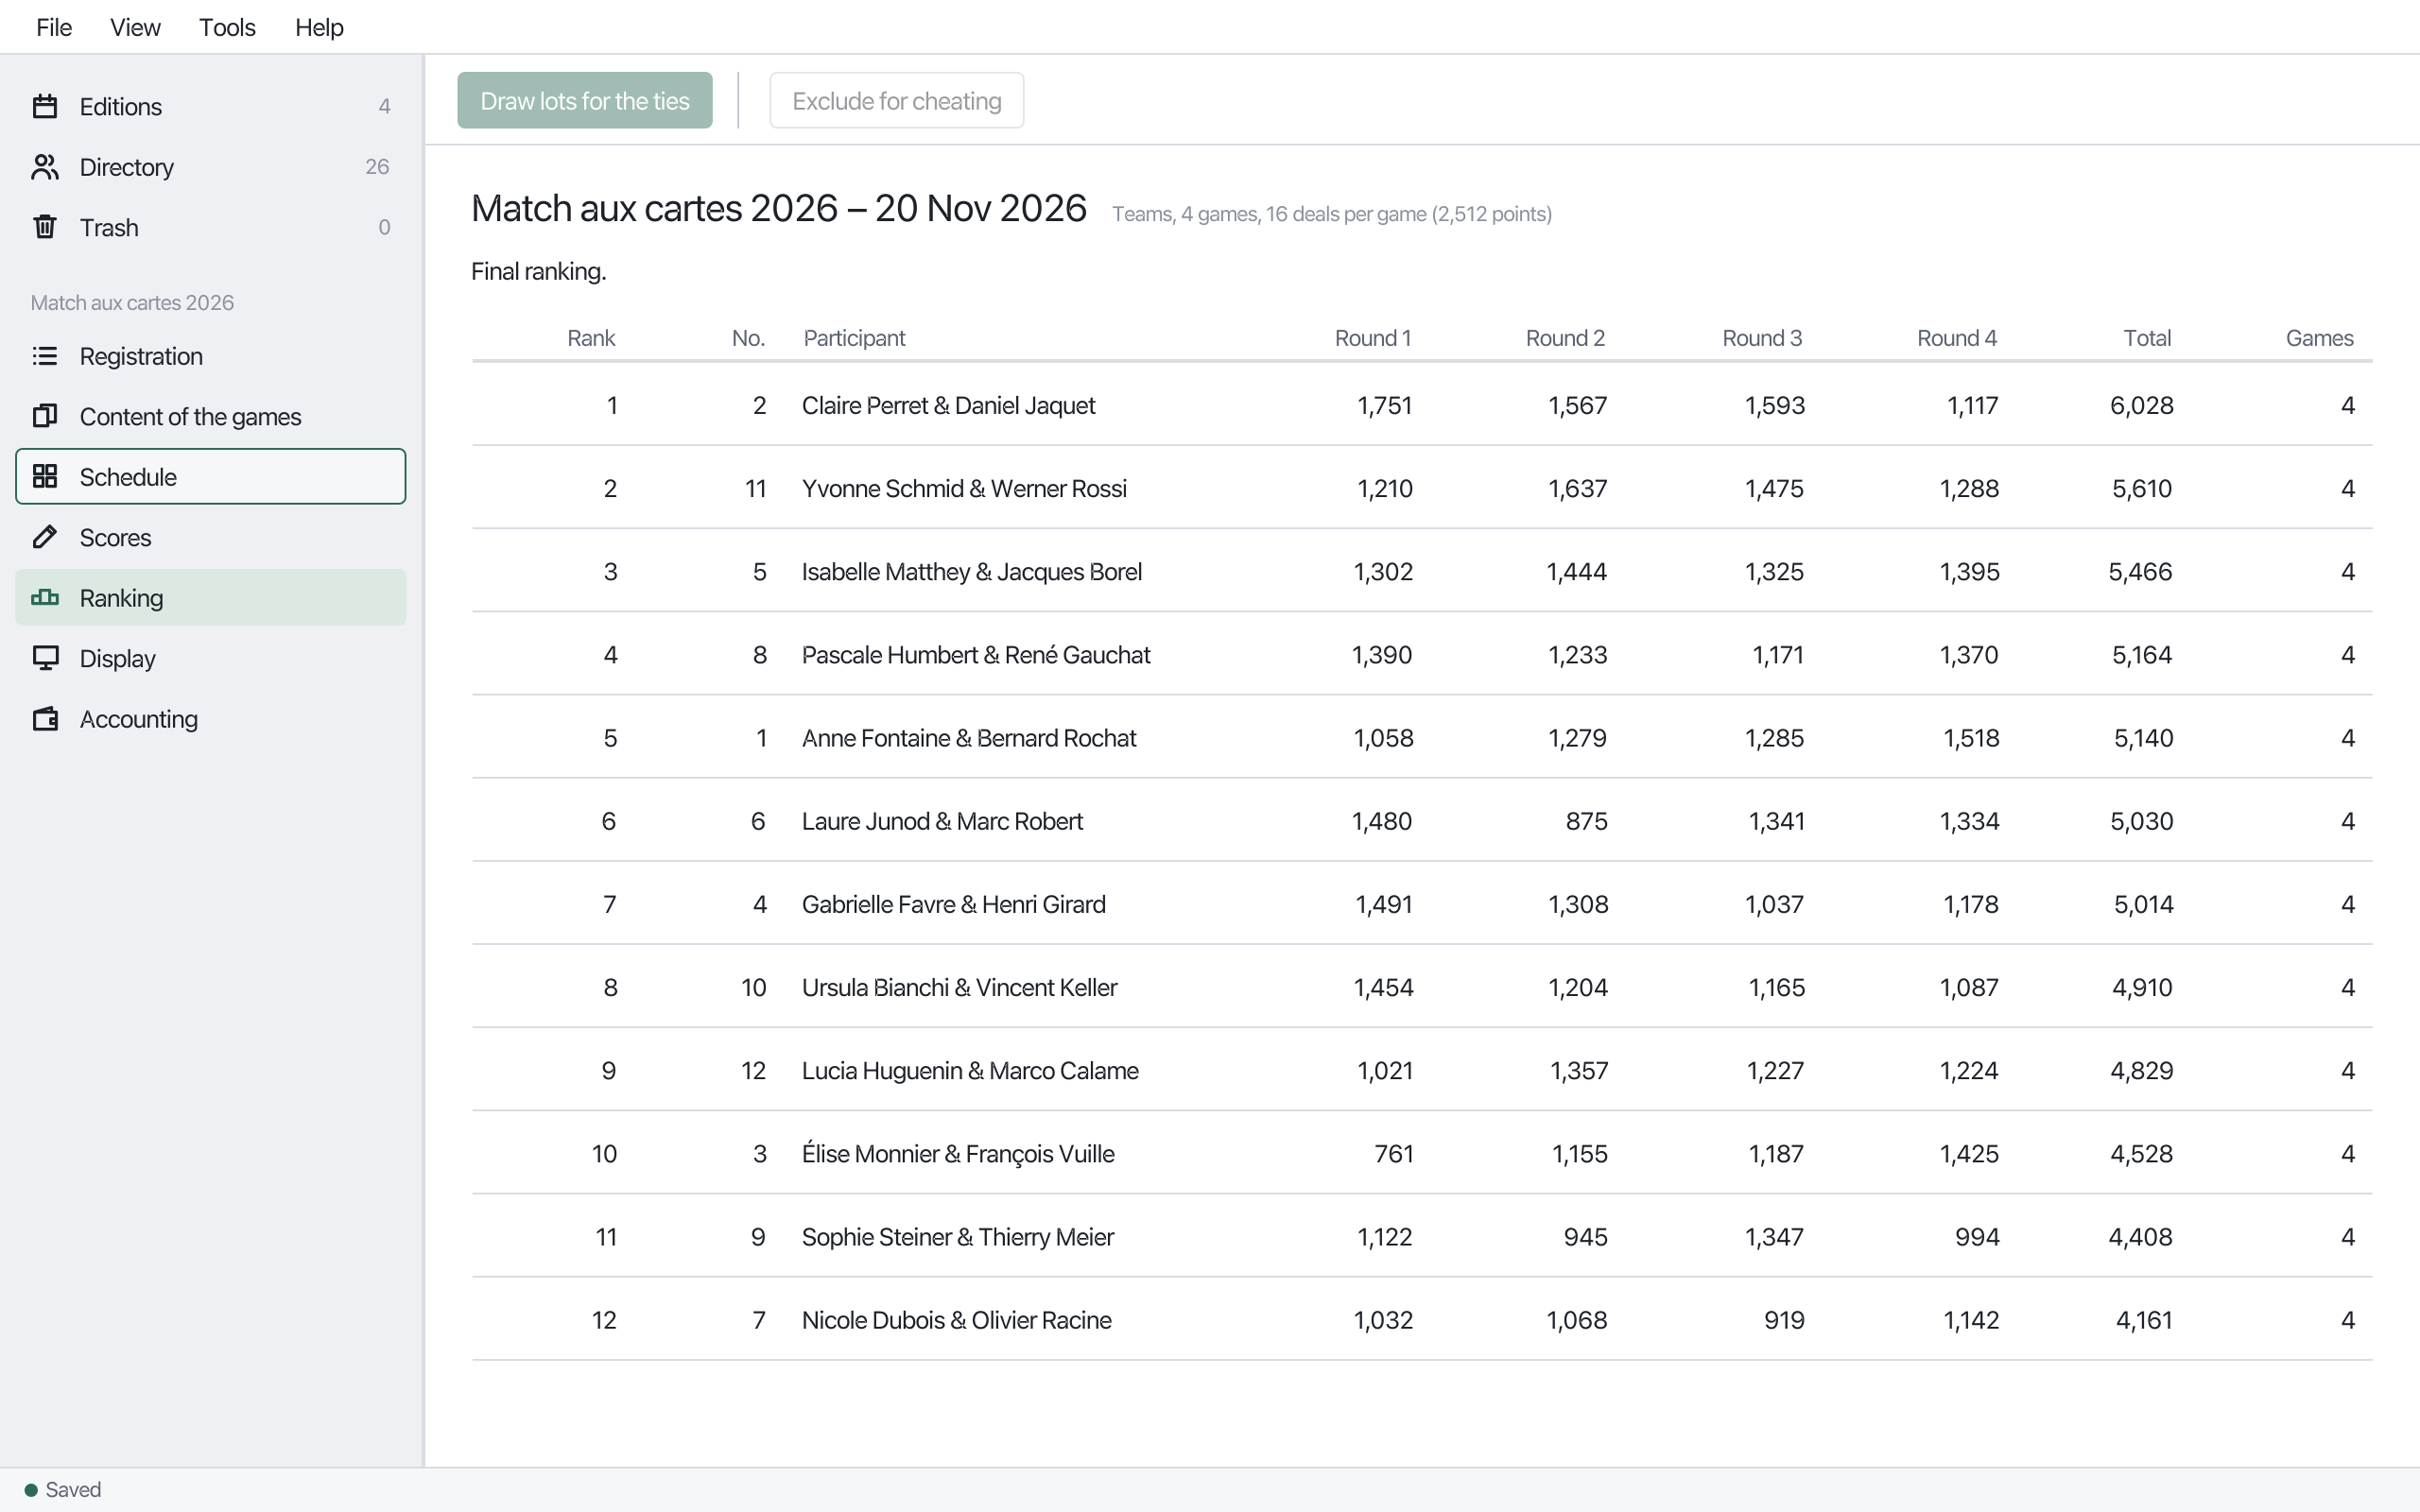 File View Tools Help
Editions 4
Directory 26
Trash 0
Match aux cartes 2026
Registration
Content of the games
Schedule
Scores
Ranking
Display
Accounting
Draw lots for the ties Exclude for cheating
Match aux cartes 2026 – 20 Nov 2026 Teams, 4 games, 16 deals per game (2,512 points)
Final ranking.
Rank No. Participant Round 1 Round 2 Round 3 Round 4 Total Games
1 2 Claire Perret & Daniel Jaquet 1,751 1,567 1,593 1,117 6,028 4
2 11 Yvonne Schmid & Werner Rossi 1,210 1,637 1,475 1,288 5,610 4
3 5 Isabelle Matthey & Jacques Borel 1,302 1,444 1,325 1,395 5,466 4
4 8 Pascale Humbert & René Gauchat 1,390 1,233 1,171 1,370 5,164 4
5 1 Anne Fontaine & Bernard Rochat 1,058 1,279 1,285 1,518 5,140 4
6 6 Laure Junod & Marc Robert 1,480 875 1,341 1,334 5,030 4
7 4 Gabrielle Favre & Henri Girard 1,491 1,308 1,037 1,178 5,014 4
8 10 Ursula Bianchi & Vincent Keller 1,454 1,204 1,165 1,087 4,910 4
9 12 Lucia Huguenin & Marco Calame 1,021 1,357 1,227 1,224 4,829 4
10 3 Élise Monnier & François Vuille 761 1,155 1,187 1,425 4,528 4
11 9 Sophie Steiner & Thierry Meier 1,122 945 1,347 994 4,408 4
12 7 Nicole Dubois & Olivier Racine 1,032 1,068 919 1,142 4,161 4
Saved